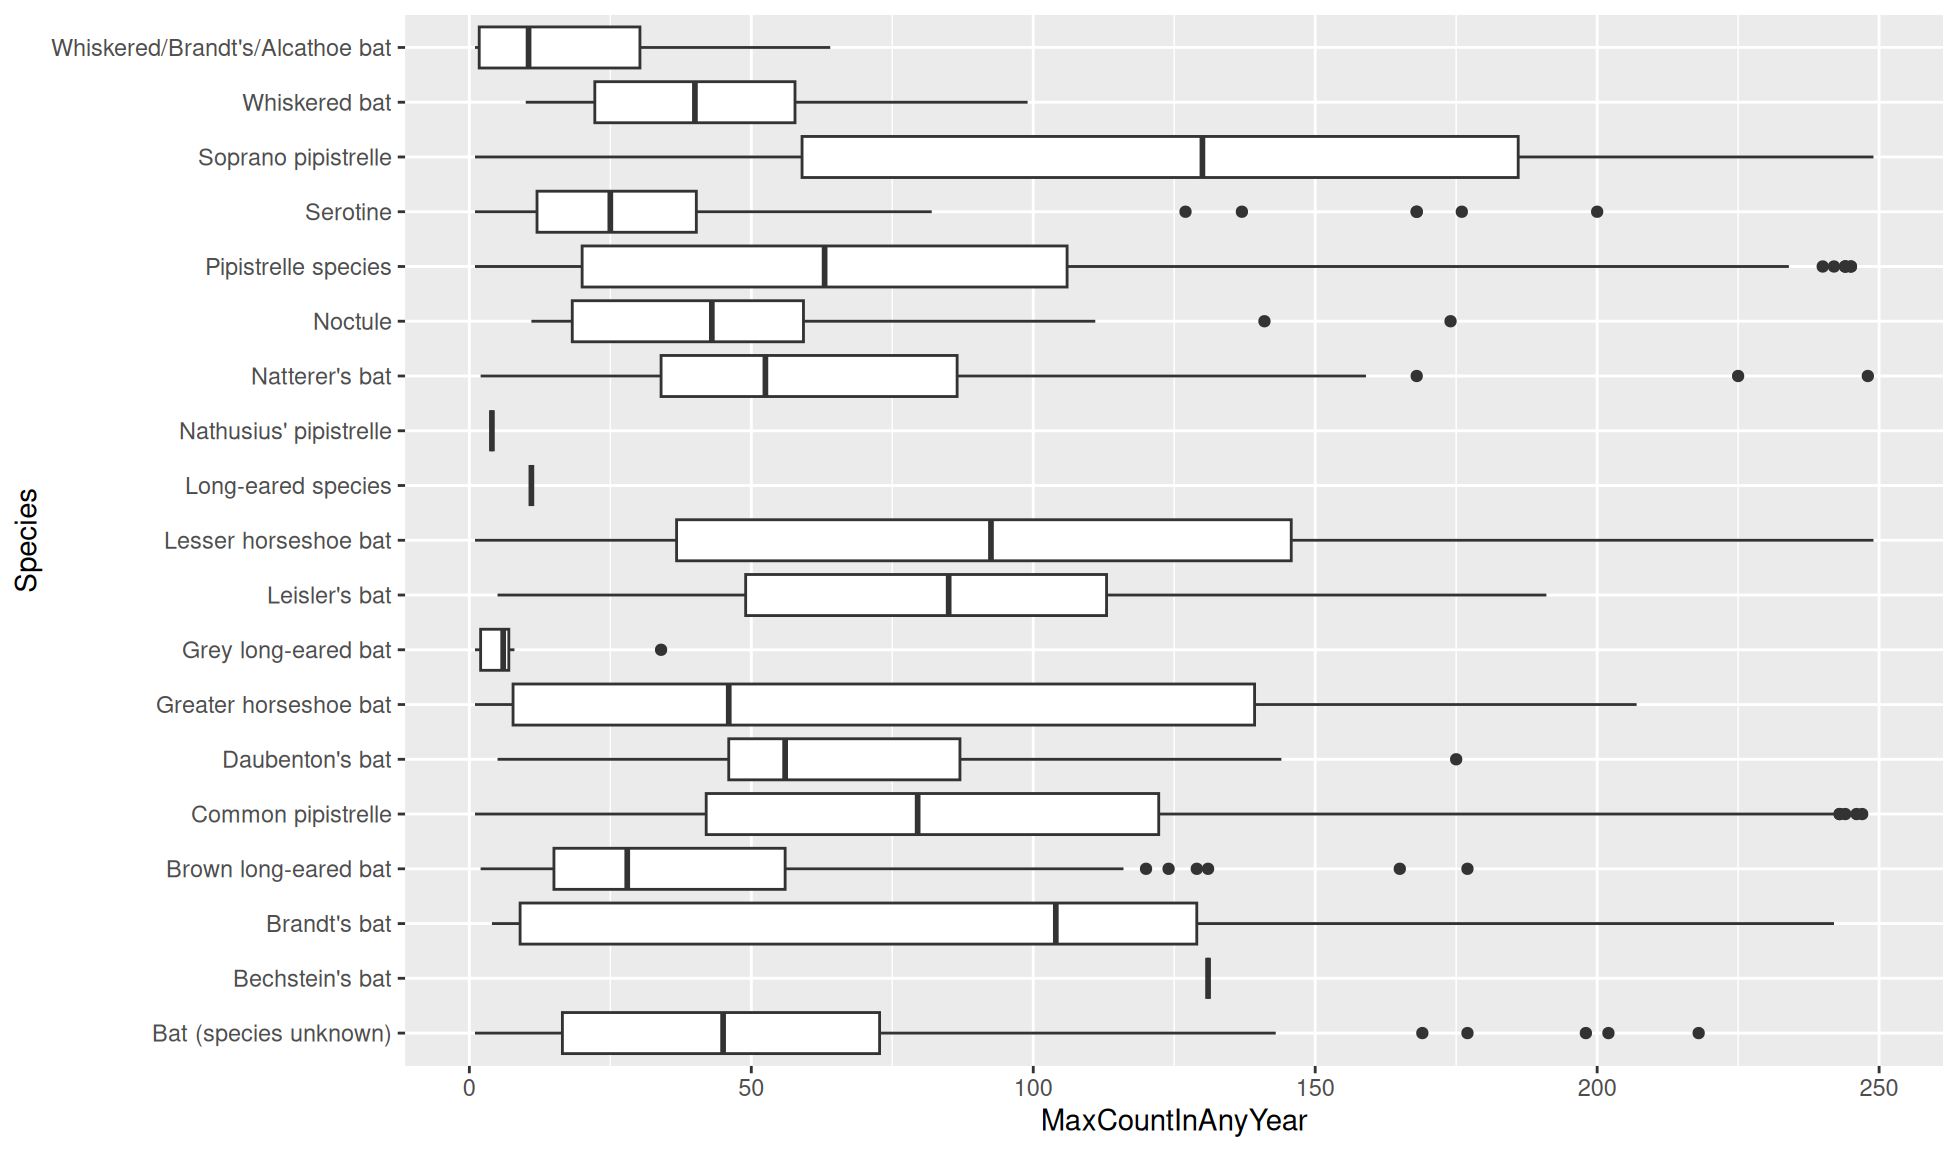 Whiskered/Brandt's/Alcathoe bat
Whiskered bat
Soprano pipistrelle
Serotine
Pipistrelle species
Noctule
Natterer's bat
Nathusius' pipistrelle
Long-eared species
Lesser horseshoe bat
Leisler's bat
Grey long-eared bat
Greater horseshoe bat
Daubenton's bat
Common pipistrelle
Brown long-eared bat
Brandt's bat
Bechstein's bat
Bat (species unknown)
Species
0 50 100 150 200 250
MaxCountInAnyYear